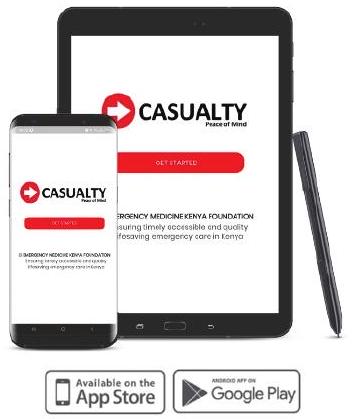 CASUALTY
Peace of Mind
GET STARTED
ERGENCY MEDICINE KENYA FOUNDATION
suring timely accessible and quality
lifesaving emergency care in Kenya
CASUALTY
Peace of Mind
GET STARTED
EMERGENCY MEDICINE KENYA FOUNDATION
Ensuring timely accessible and quality
lifesaving emergency care in Kenya
Available on the
App Store
ANDROID APP ON
Google Play